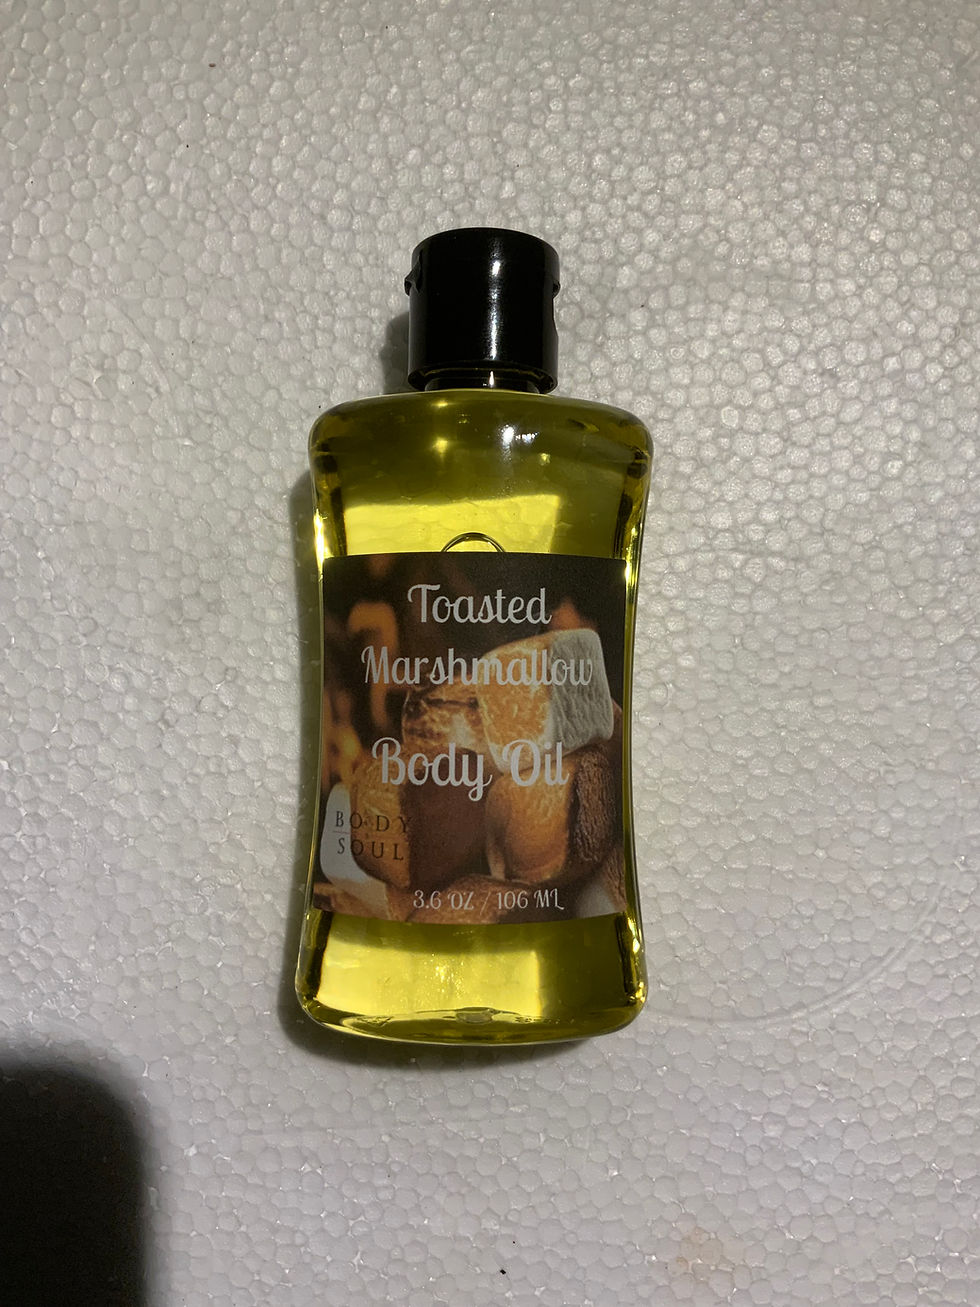 Toasted
Marshmallow
Body Oil
BODY
SOUL
3.6 OZ / 106 ML